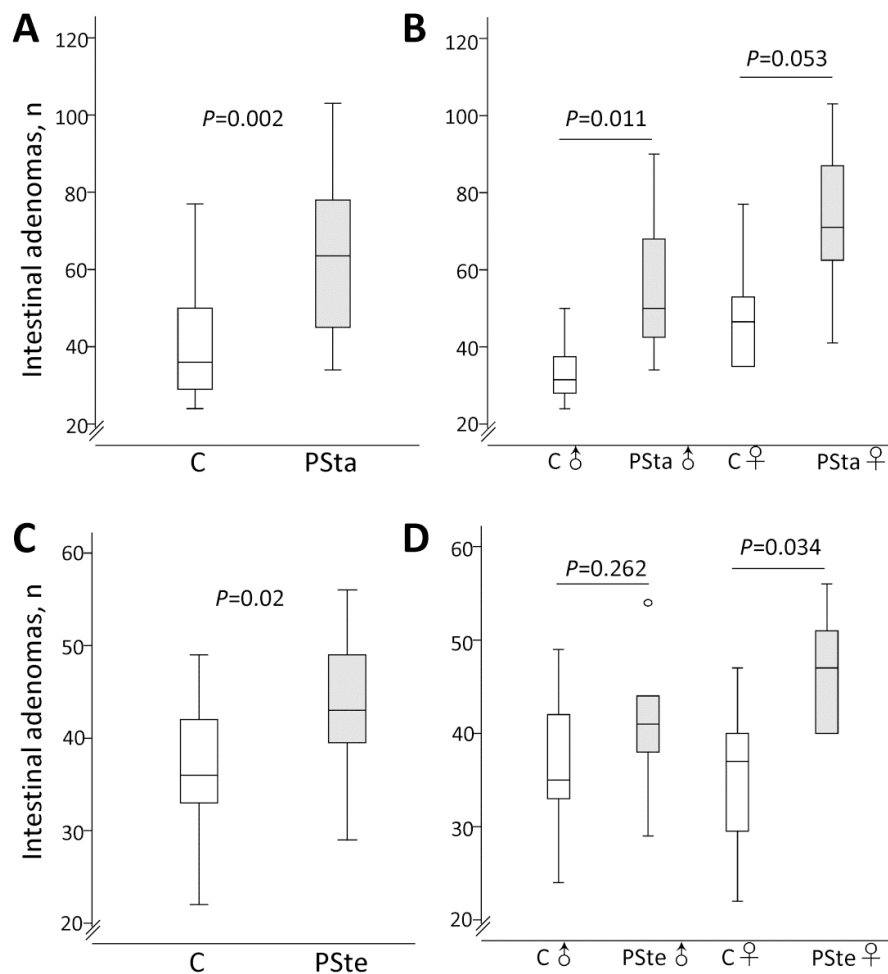 A
Intestinal adenomas, n
120
100
80
60
40
20
P=0.002
C PSta
B
120
100
80
60
40
20
P=0.011
P=0.053
C ♂ PSta ♂ C ♀ PSta ♀
C
Intestinal adenomas, n
60
50
40
30
20
P=0.02
C PSte
D
60
50
40
30
20
P=0.262
P=0.034
C ♂ PSte ♂ C ♀ PSte ♀